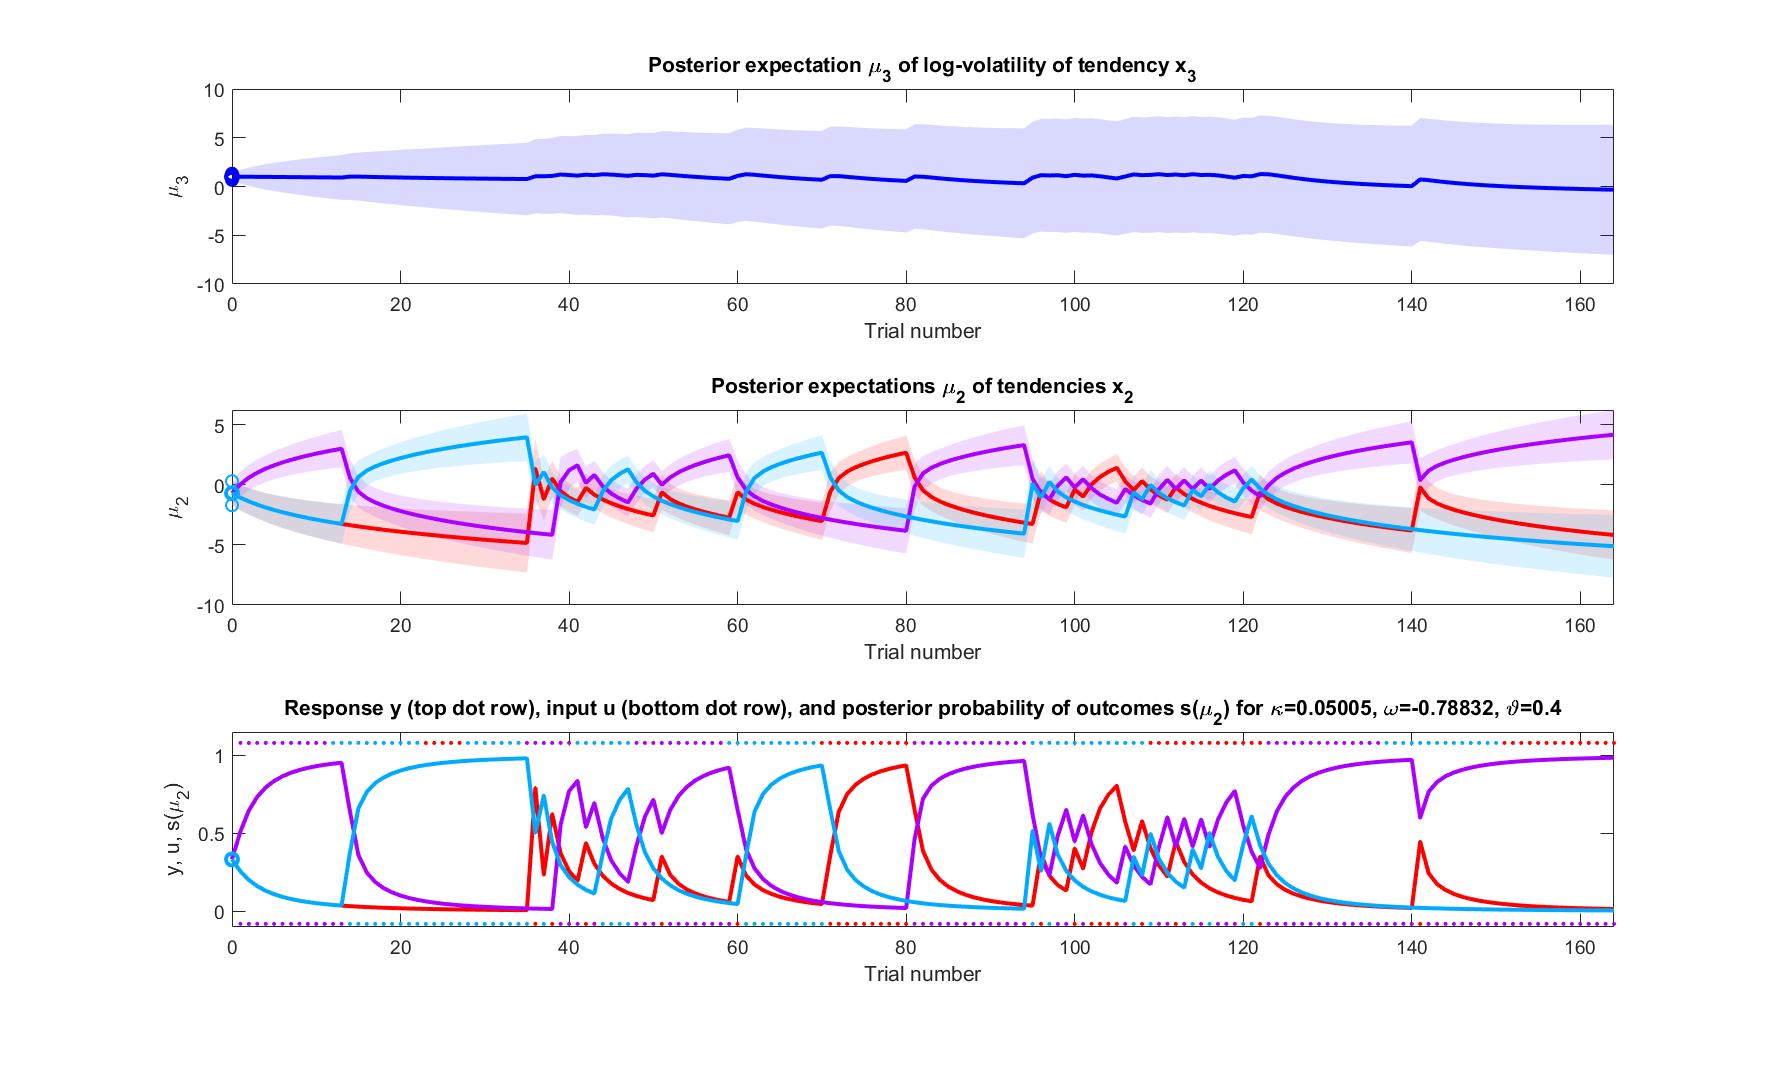 Posterior expectation μ3 of log-volatility of tendency x3
10
5
0
-5
-10
μ3
0 20 40 60 80 100 120 140 160
Trial number
Posterior expectations μ2 of tendencies x2
5
0
-5
-10
μ2
0 20 40 60 80 100 120 140 160
Trial number
Response y (top dot row), input u (bottom dot row), and posterior probability of outcomes s(μ2) for κ=0.05005, ω=-0.78832, ϑ=0.4
1
0.5
0
y, u, s(μ2)
0 20 40 60 80 100 120 140 160
Trial number